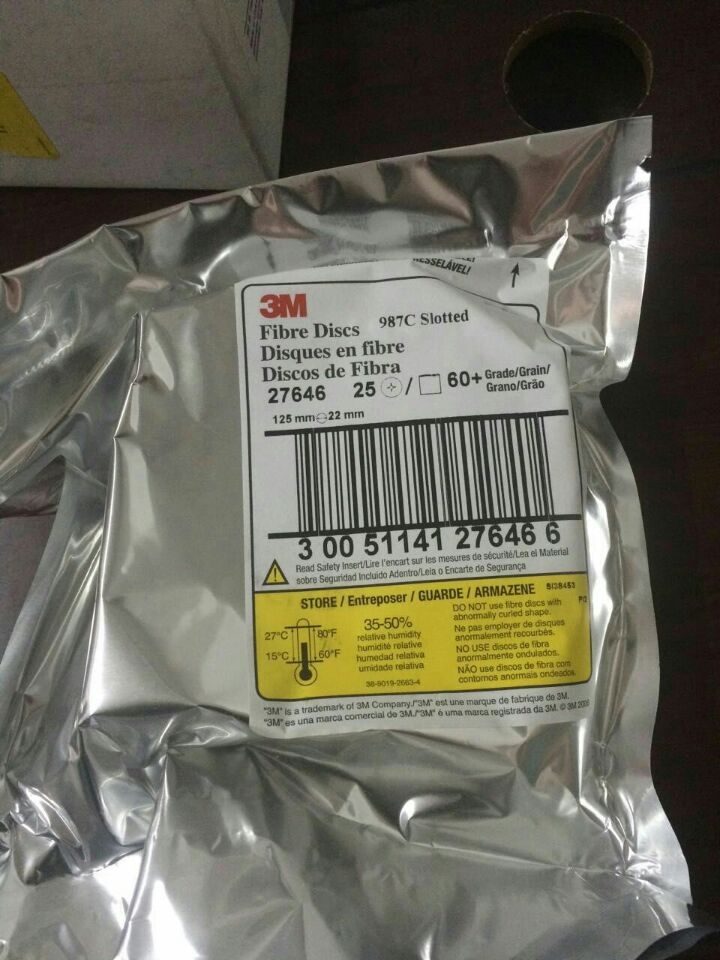 RESSELÁVEL!
3M
Fibre Discs 987C Slotted
Disques en fibre
Discos de Fibra
27646 25 / 60+ Grade/Grain/
Grano/Grão
125 mm 22 mm
3 00 51141 27646 6
Read Safety Insert/Lire l'encart sur les mesures de sécurité/Lea el Material
sobre Seguridad Incluido Adentro/Leia o Encarte de Segurança
STORE / Entreposer / GUARDE / ARMAZENE
27°C 80°F
15°C 60°F
35-50%
relative humidity
humidité relative
humedad relativa
umidade relativa
38-9019-2663-4
DO NOT use fibre discs with
abnormally curled shape.
Ne pas employer de disques
anormalement recourbés.
NO USE discos de fibra
anormalmente ondulados.
NÃO use discos de fibra com
contornos anormais ondeados.
"3M" is a trademark of 3M Company./"3M" est une marque de fabrique de 3M.
"3M" es una marca comercial de 3M./"3M" é uma marca registrada da 3M. © 3M